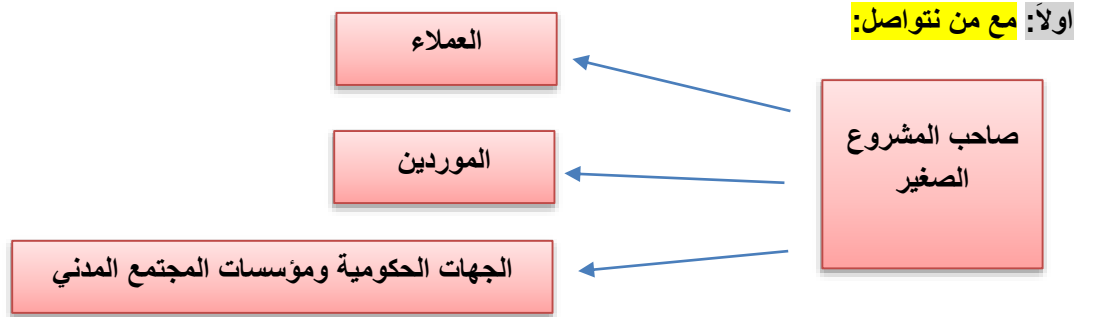 اولاً: مع من نتواصل:
صاحب المشروع
الصغير
العملاء
الموردين
الجهات الحكومية ومؤسسات المجتمع المدني